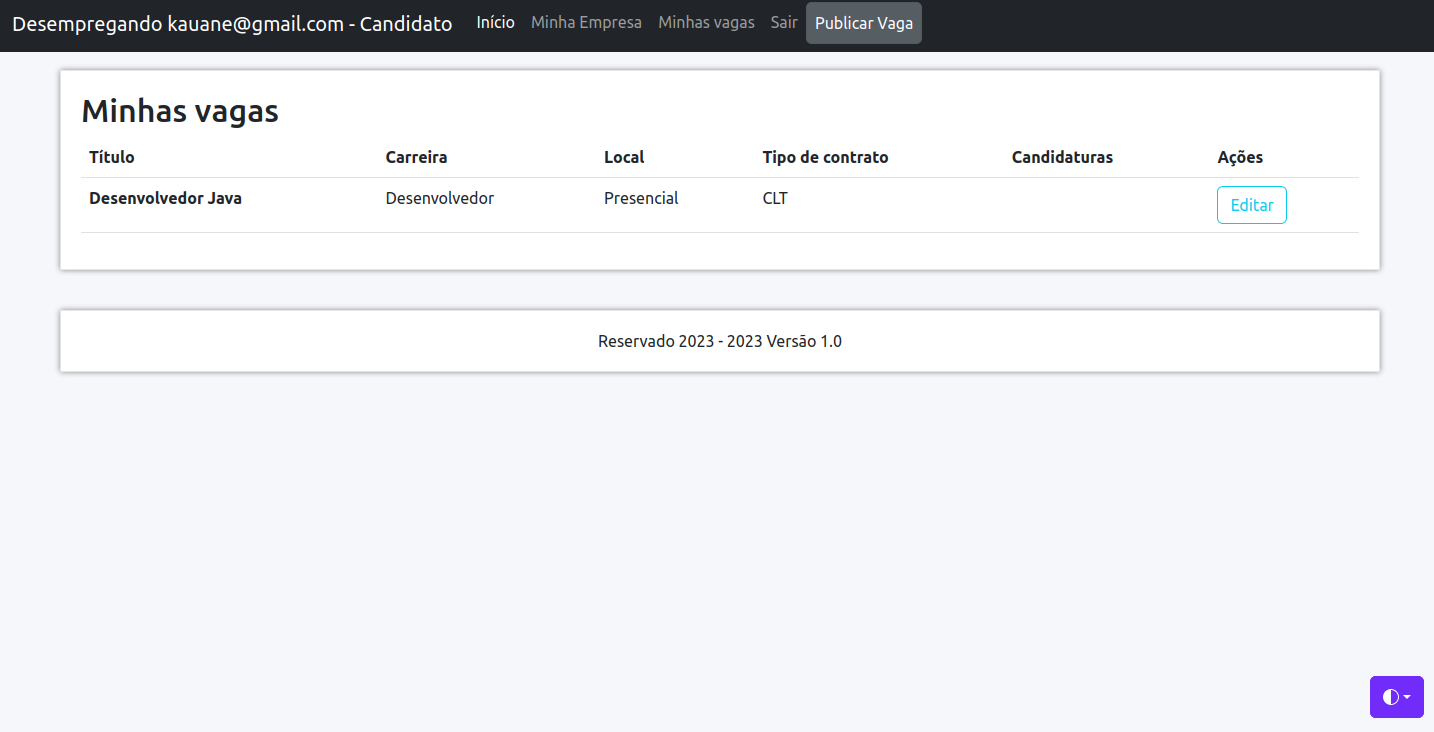 Desempregando kauane@gmail.com - Candidato Início Minha Empresa Minhas vagas Sair Publicar Vaga
Minhas vagas
Título Carreira Local Tipo de contrato Candidaturas Ações
Desenvolvedor Java Desenvolvedor Presencial CLT Editar
Reservado 2023 - 2023 Versão 1.0